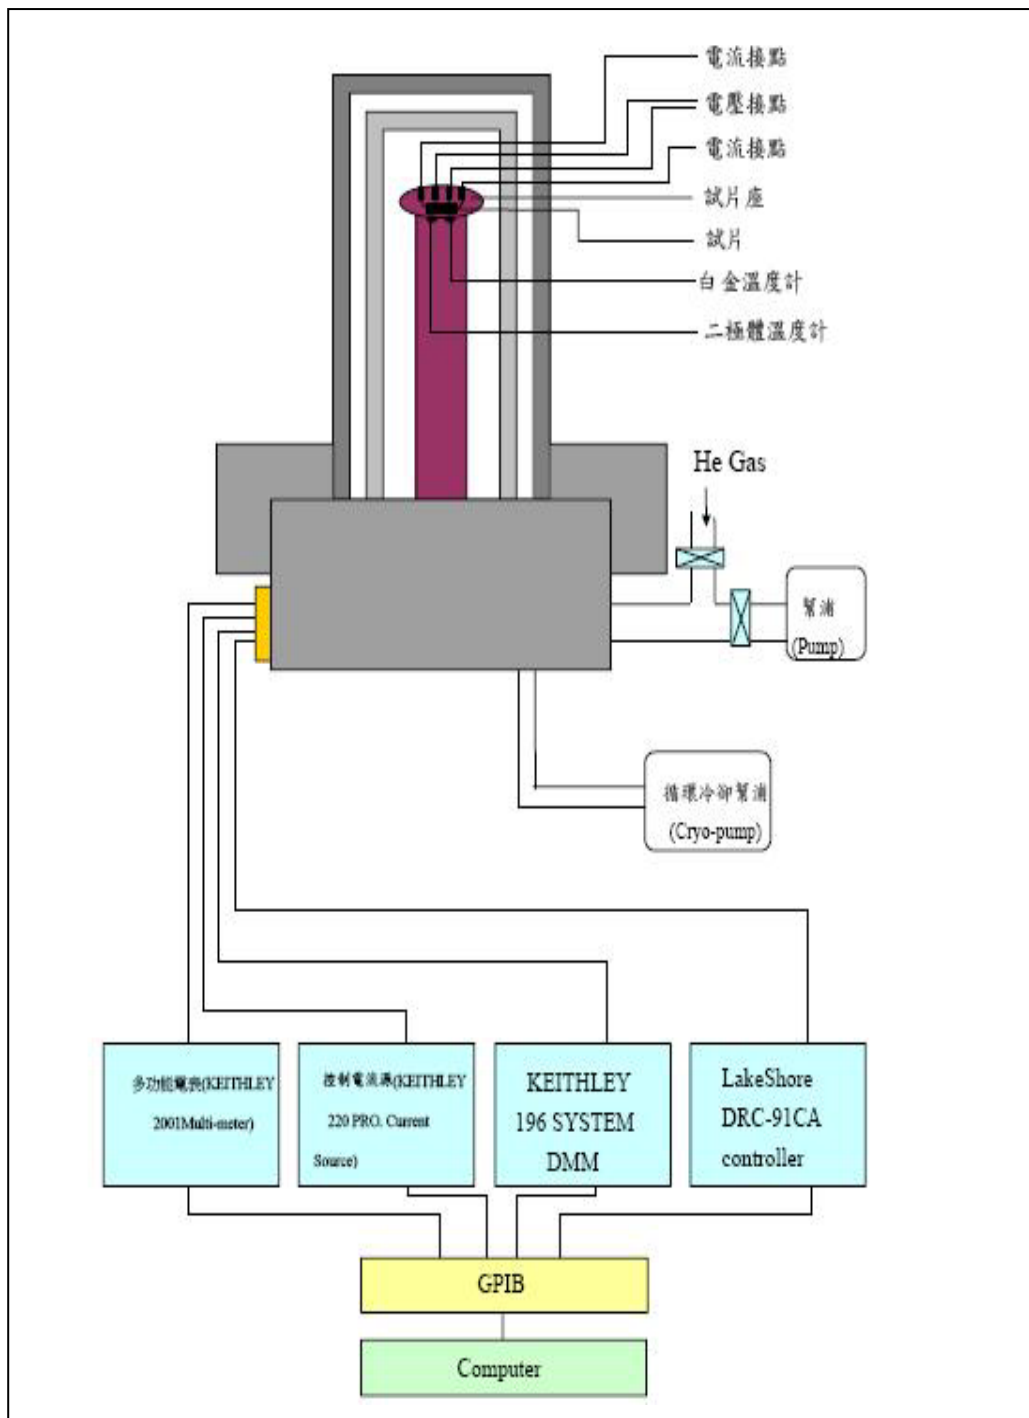 電流接點
電壓接點
電流接點
試片座
試片
白金溫度計
二極體溫度計
He Gas
幫浦
(Pump)
循環冷卻幫浦
(Cryo-pump)
多功能電表(KEITHLEY
2001Multi-meter)
控制電流源(KEITHLEY
220 PRO. Current
Source)
KEITHLEY
196 SYSTEM
DMM
LakeShore
DRC-91CA
controller
GPIB
Computer